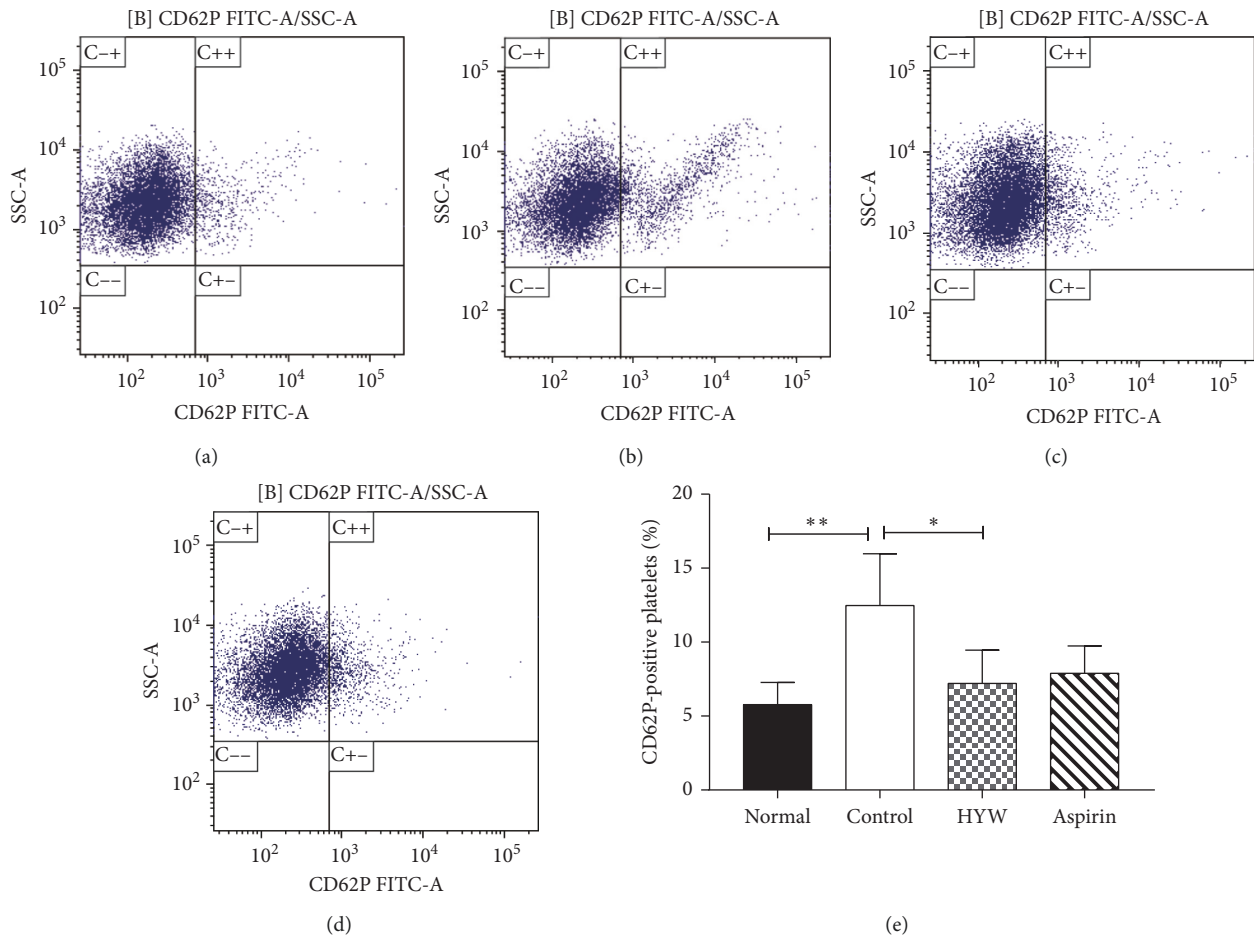 [B] CD62P FITC-A/SSC-A
C−+
C++
10^5
10^4
SSC-A
10^3
C−−
C+−
10^2
10^2
10^3
10^4
10^5
CD62P FITC-A
(a)
[B] CD62P FITC-A/SSC-A
C−+
C++
10^5
10^4
SSC-A
10^3
C−−
C+−
10^2
10^2
10^3
10^4
10^5
CD62P FITC-A
(b)
[B] CD62P FITC-A/SSC-A
C−+
C++
10^5
10^4
SSC-A
10^3
C−−
C+−
10^2
10^2
10^3
10^4
10^5
CD62P FITC-A
(c)
[B] CD62P FITC-A/SSC-A
C−+
C++
10^5
10^4
SSC-A
10^3
C−−
C+−
10^2
10^2
10^3
10^4
10^5
CD62P FITC-A
(d)
20
15
10
5
0
CD62P-positive platelets (%)
**
*
Normal
Control
HYW
Aspirin
(e)